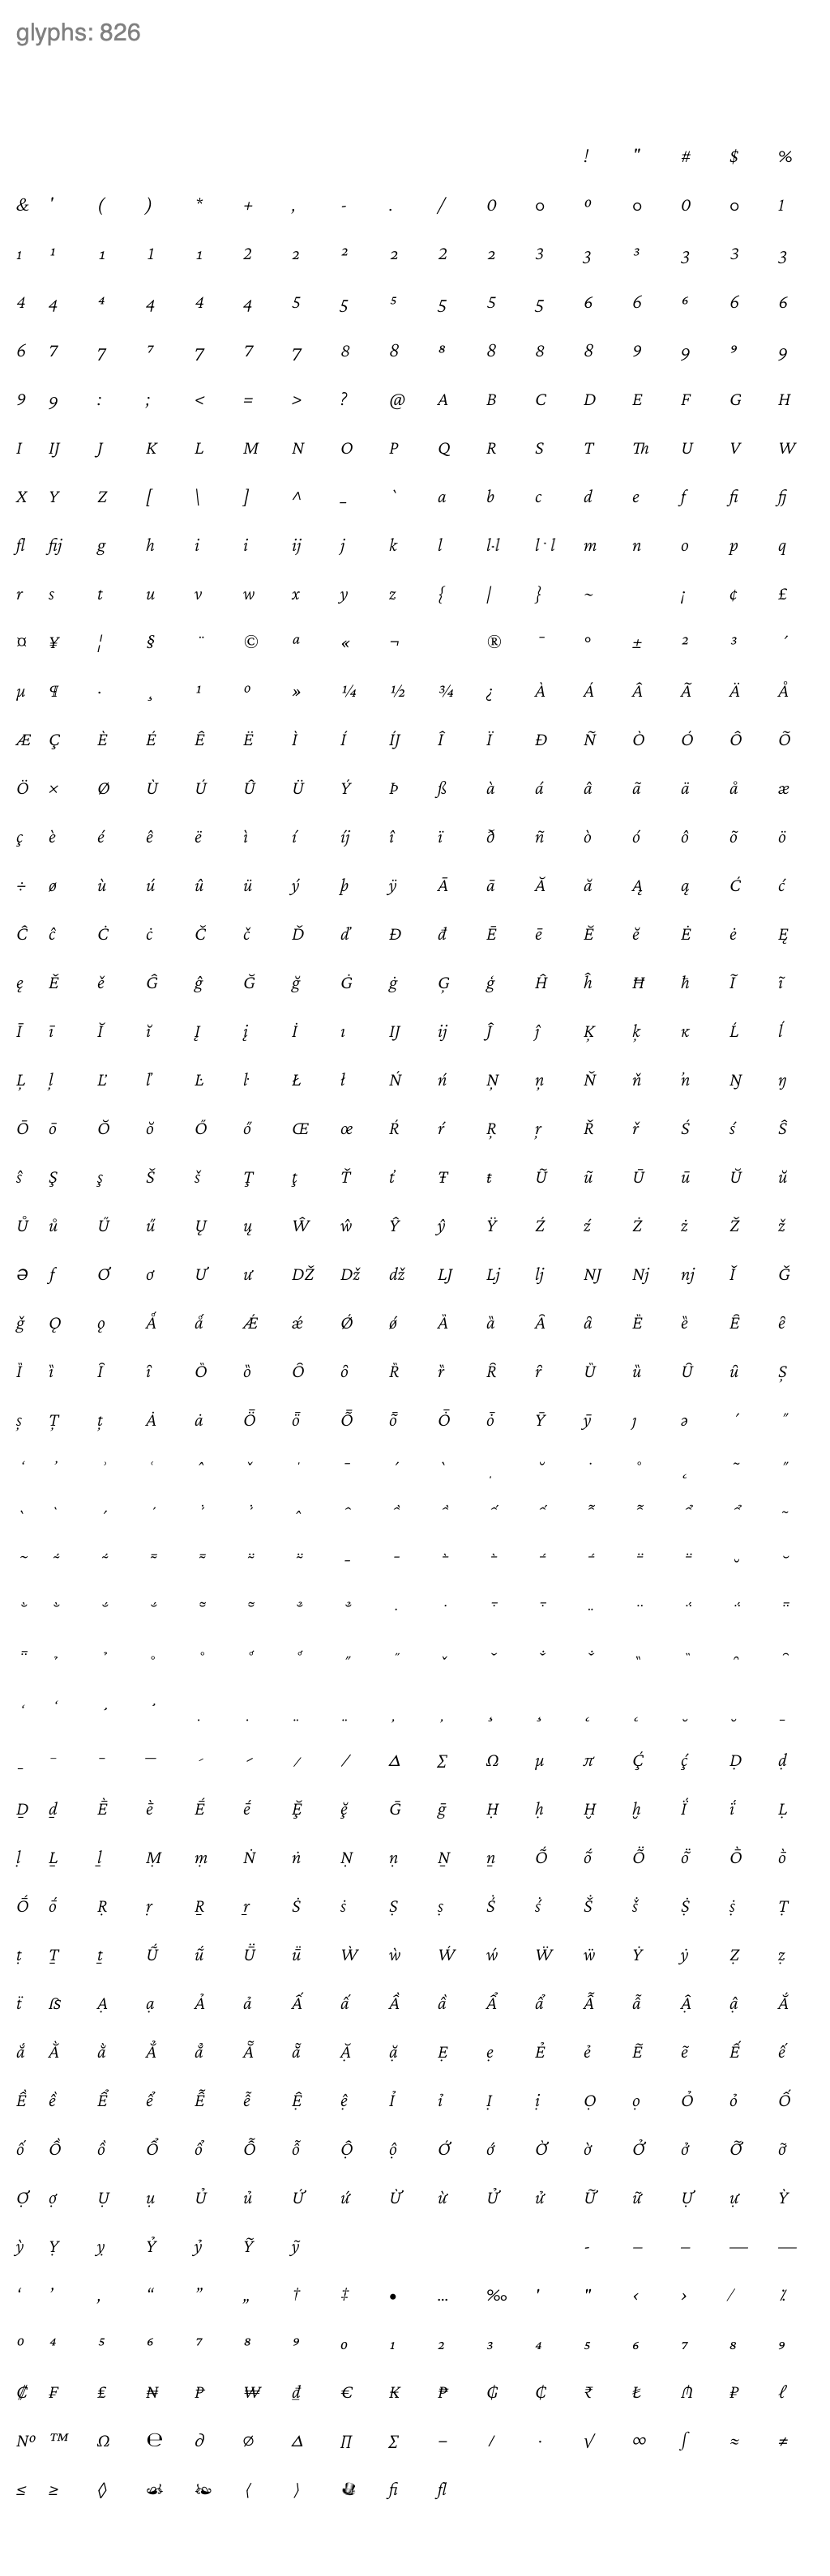 glyphs: 826
! " # $ %
& ' ( ) * + , - . / 0 0 º 0 0 0 1
1 ¹ 1 1 1 2 2 ² 2 2 2 3 3 ³ 3 3 3
4 4 ⁴ 4 4 4 5 5 ⁵ 5 5 6 6 ⁶ 6 6
6 7 7 ⁷ 7 7 7 8 8 ⁸ 8 8 8 9 9 ⁹ 9
9 9 : ; < = > ? @ A B C D E F G H
I IJ J K L M N O P Q R S T Th U V W
X Y Z [ \ ] ^ _ ` a b c d e f fi fj
fl fij g h i i ij j k l l·l l·l m n o p q
r s t u v w x y z { | } ~ ¡ ¢ £
¤ ¥ ¦ § ¨ © ª « ¬ ® ¯ ° ± ² ³ ´
µ ¶ · ¸ ¹ º » ¼ ½ ¾ ¿ À Á Â Ã Ä Å
Æ Ç È É Ê Ë Ì Í ÍJ Î Ï Ð Ñ Ò Ó Ô Õ
Ö × Ø Ù Ú Û Ü Ý Þ ß à á â ã ä å æ
ç è é ê ë ì í íj î ï ð ñ ò ó ô õ ö
÷ ø ù ú û ü ý þ ÿ Ā ā Ă ă Ą ą Ć ć
Ĉ ĉ Ċ ċ Č č Ď ď Đ đ Ē ē Ĕ ĕ Ė ė Ę
ę Ě ě Ĝ ĝ Ğ ğ Ġ ġ Ģ ģ Ĥ ĥ Ħ ħ Ĩ ĩ
Ī ī Ĭ ĭ Į į İ ı IJ ij Ĵ ĵ Ķ ķ ĸ Ĺ ĺ
Ļ ļ Ľ ľ Ŀ ŀ Ł ł Ń ń Ņ ņ Ň ň ŉ Ŋ ŋ
Ō ō Ŏ ŏ Ő ő Œ œ Ŕ ŕ Ŗ ŗ Ř ř Ś ś Ŝ
ŝ Ş ş Š š Ţ ţ Ť ť Ŧ ŧ Ũ ũ Ū ū Ŭ ŭ
Ů ů Ű ű Ų ų Ŵ ŵ Ŷ ŷ Ÿ Ź ź Ż ż Ž ž
Ə ƒ Ơ ơ Ư ư DŽ Dž dž LJ Lj lj NJ Nj nj Ǐ Ǧ
ǧ Ǫ ǫ Ǻ ǻ Ǽ ǽ Ǿ ǿ Ȁ ȁ Ȃ ȃ Ȅ ȅ Ȇ ȇ
Ȉ ȉ Ȋ ȋ Ȍ ȍ Ȏ ȏ Ȑ ȑ Ȓ ȓ Ȕ ȕ Ȗ ȗ Ș
ș Ț ț Ȧ ȧ Ȫ ȫ Ȭ ȭ Ȱ ȱ Ȳ ȳ ȷ ə ʹ ʺ
Δ Σ Ω μ π Ḉ ḉ Ḍ ḍ
Ḏ ḏ Ḕ ḕ Ḗ ḗ Ḝ ḝ Ḡ ḡ Ḥ ḥ Ḫ ḫ Ḯ ḯ Ḷ
ḷ Ḻ ḻ Ṃ ṃ Ṅ ṅ Ṇ ṇ Ṉ ṉ Ṍ ṍ Ṏ ṏ Ṑ ṑ
Ṓ ṓ Ṛ ṛ Ṟ ṟ Ṡ ṡ Ṣ ṣ Ṥ ṥ Ṧ ṧ Ṩ ṩ Ṭ
ṭ Ṯ ṯ Ṹ ṹ Ṻ ṻ Ẁ ẁ Ẃ ẃ Ẅ ẅ Ẏ ẏ Ẓ ẓ
ẗ ẞ Ạ ạ Ả ả Ấ ấ Ầ ầ Ẩ ẩ Ẫ ẫ Ậ ậ Ắ
ắ Ằ ằ Ẳ ẳ Ẵ ẵ Ặ ặ Ẹ ẹ Ẻ ẻ Ẽ ẽ Ế ế
Ề ề Ể ể Ễ ễ Ệ ệ Ỉ ỉ Ị ị Ọ ọ Ỏ ỏ Ố
ố Ồ ồ Ổ ổ Ỗ ỗ Ộ ộ Ớ ớ Ờ ờ Ở ở Ỡ ỡ
Ợ ợ Ụ ụ Ủ ủ Ứ ứ Ừ ừ Ử ử Ữ ữ Ự ự Ỳ
ỳ Ỵ ỵ Ỷ ỷ Ỹ ỹ ‐ – – — —
‘ ’ ‚ “ ” „ † ‡ • … ‰ ′ ″ ‹ › ⁄ ⁒
⁰ ⁴ ⁵ ⁶ ⁷ ⁸ ⁹ ₀ ₁ ₂ ₃ ₄ ₅ ₆ ₇ ₈ ₉
₡ ₣ ₤ ₦ ₱ ₩ ₫ € K ₱ ₲ ₵ ₹ ₺ ₼ ₽ ℓ
№ ™ Ω ℮ ∂ ∅ ∆ ∏ ∑ − ∕ ∙ √ ∞ ∫ ≈ ≠
≤ ≥ ◊ ☙ ❧ ⟨ ⟩ fi fl